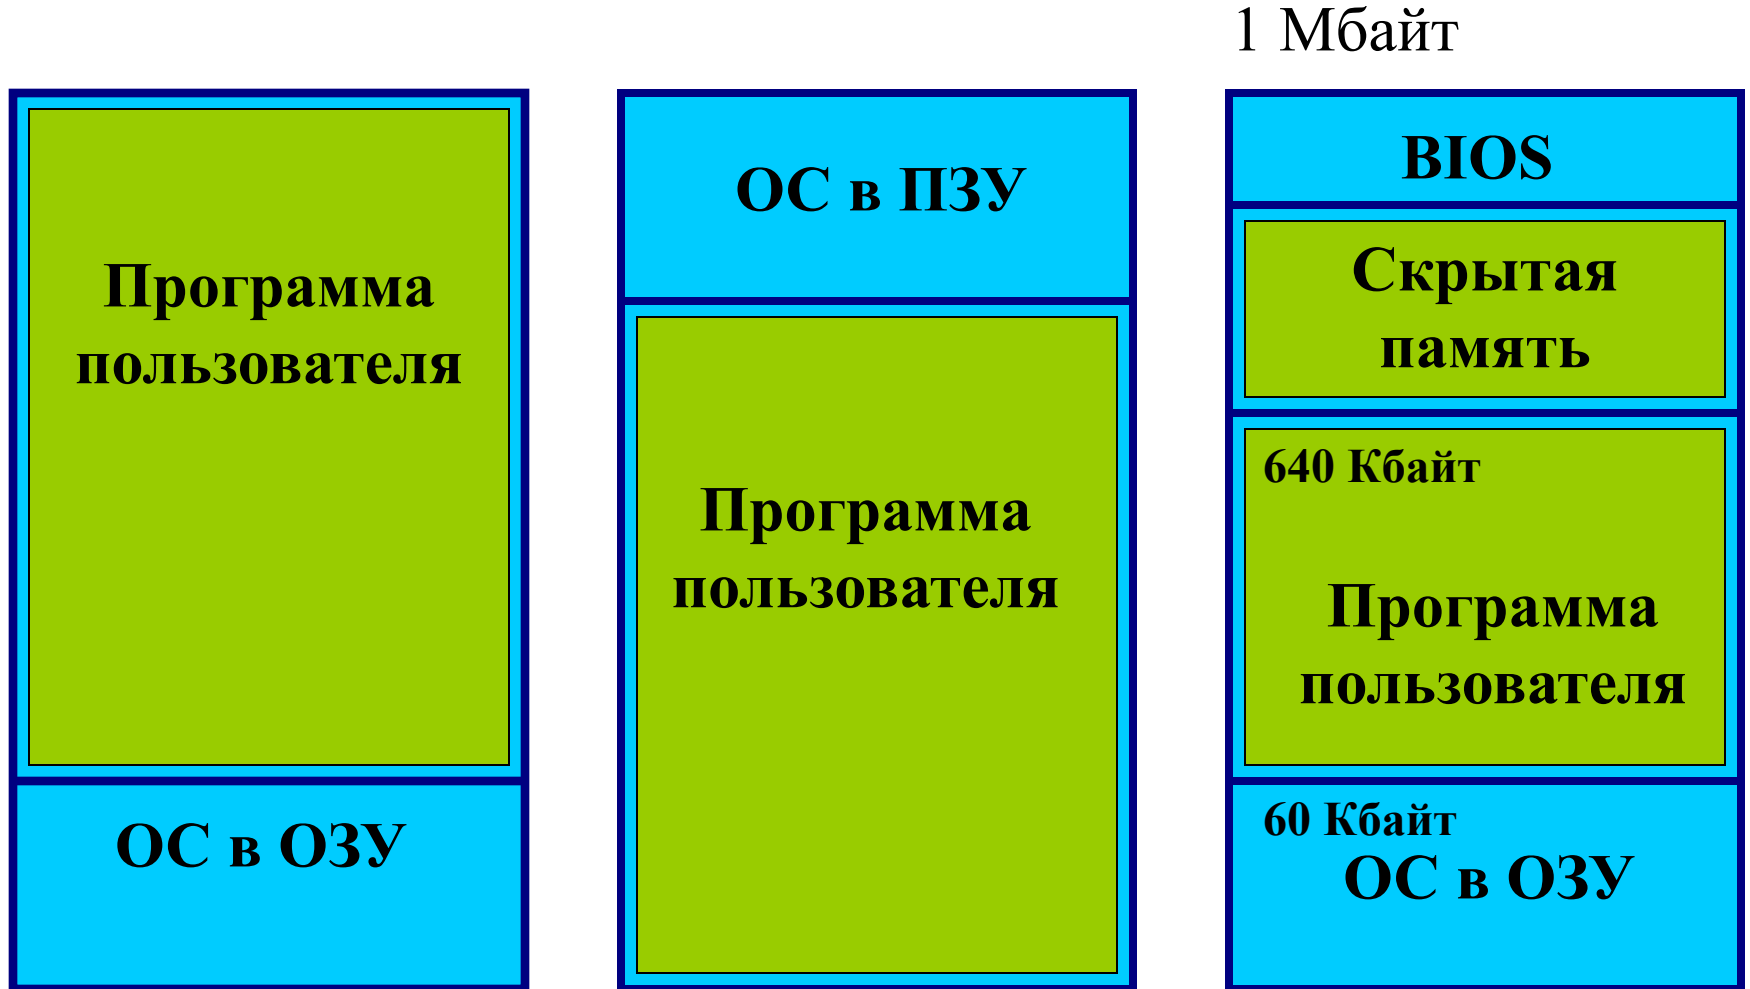 1 Мбайт
Программа
пользователя
ОС в ОЗУ
ОС в ПЗУ
Программа
пользователя
BIOS
Скрытая
память
640 Кбайт
Программа
пользователя
60 Кбайт
ОС в ОЗУ